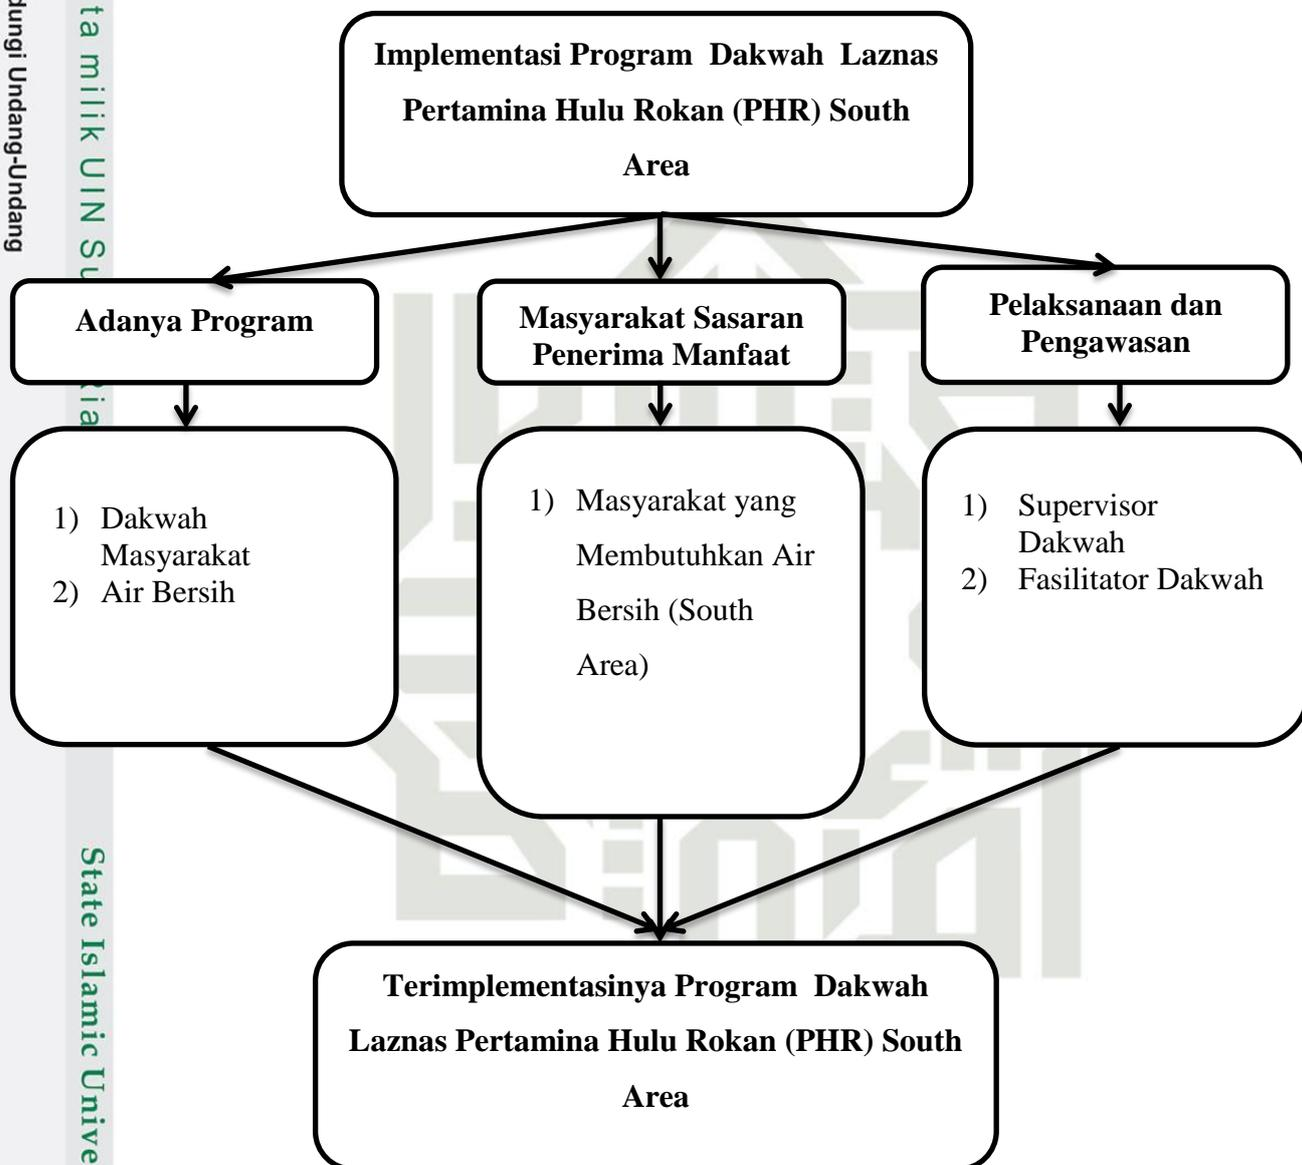 dungi Undang-Undang
ta milik UIN Su
Ria
State Islamic Unive
Implementasi Program Dakwah Laznas
Pertamina Hulu Rokan (PHR) South
Area
Adanya Program
Masyarakat Sasaran
Penerima Manfaat
Pelaksanaan dan
Pengawasan
1) Dakwah
Masyarakat
2) Air Bersih
1) Masyarakat yang
Membutuhkan Air
Bersih (South
Area)
1) Supervisor
Dakwah
2) Fasilitator Dakwah
Terimplementasinya Program Dakwah
Laznas Pertamina Hulu Rokan (PHR) South
Area